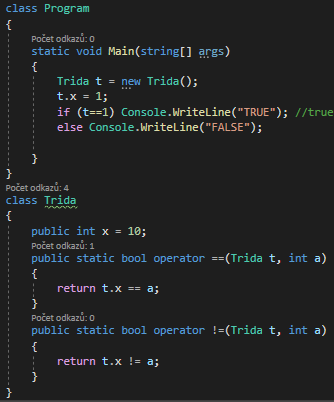 class Program
{
Počet odkazů: 0
static void Main(string[] args)
{
Trida t = new Trida();
t.x = 1;
if (t==1) Console.WriteLine("TRUE"); //true
else Console.WriteLine("FALSE");
}
}
Počet odkazů: 4
class Trida
{
public int x = 10;
Počet odkazů: 1
public static bool operator ==(Trida t, int a)
{
return t.x == a;
}
Počet odkazů: 0
public static bool operator !=(Trida t, int a)
{
return t.x != a;
}
}